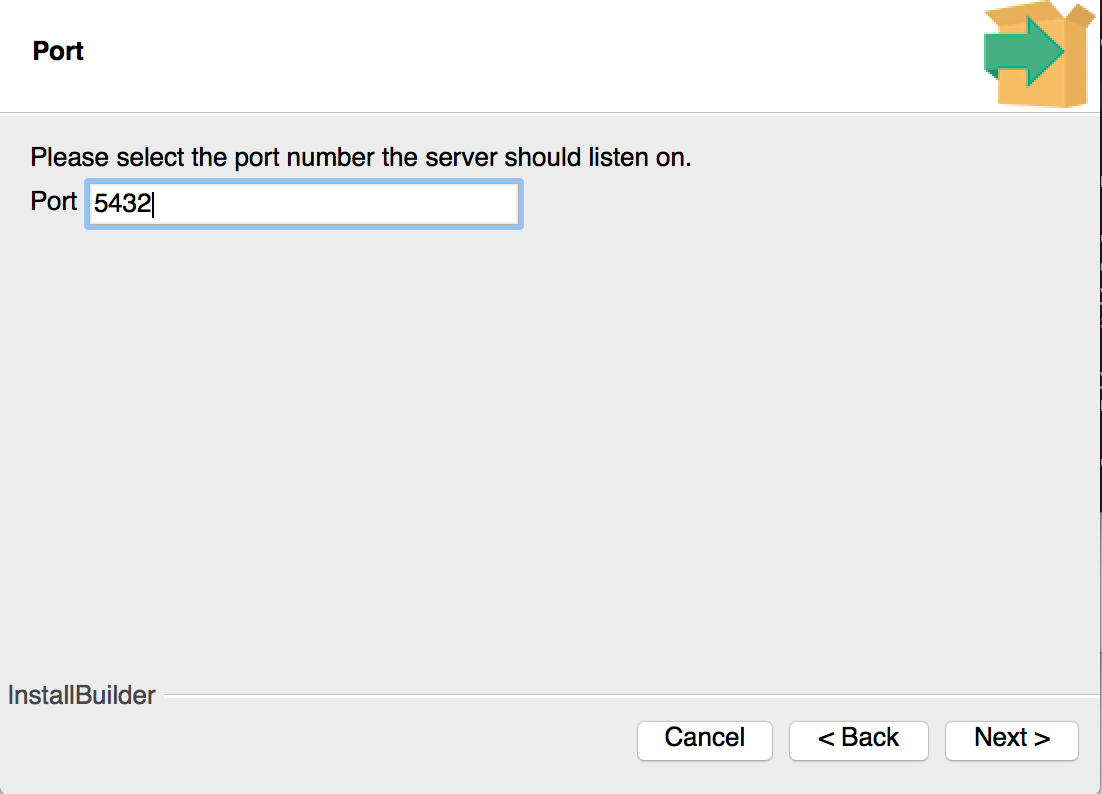 Port
Please select the port number the server should listen on.
Port 5432
InstallBuilder
Cancel < Back Next >